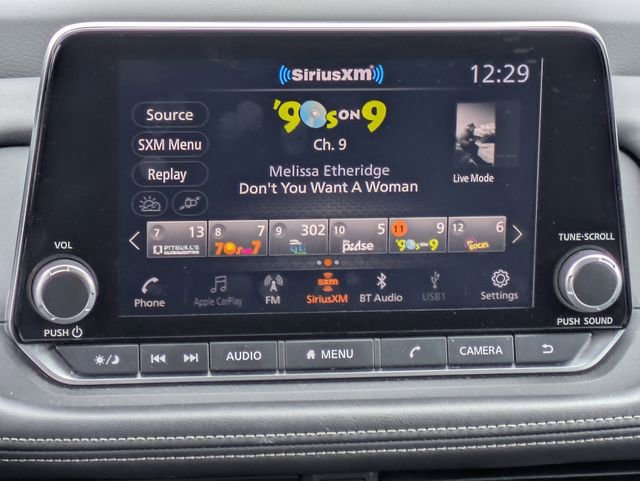 SiriusXM
12:29
Source
'90s ON 9
SXM Menu
Ch. 9
Replay
Melissa Etheridge
Don't You Want A Woman
Live Mode
7 13 8 7 9 302 10 5 11 9 12 6
PITBULL'S 70s on 7 pulse '90s on 9
VOL
TUNE·SCROLL
Phone Apple CarPlay FM SiriusXM BT Audio USB1 Settings
PUSH
PUSH SOUND
AUDIO MENU CAMERA